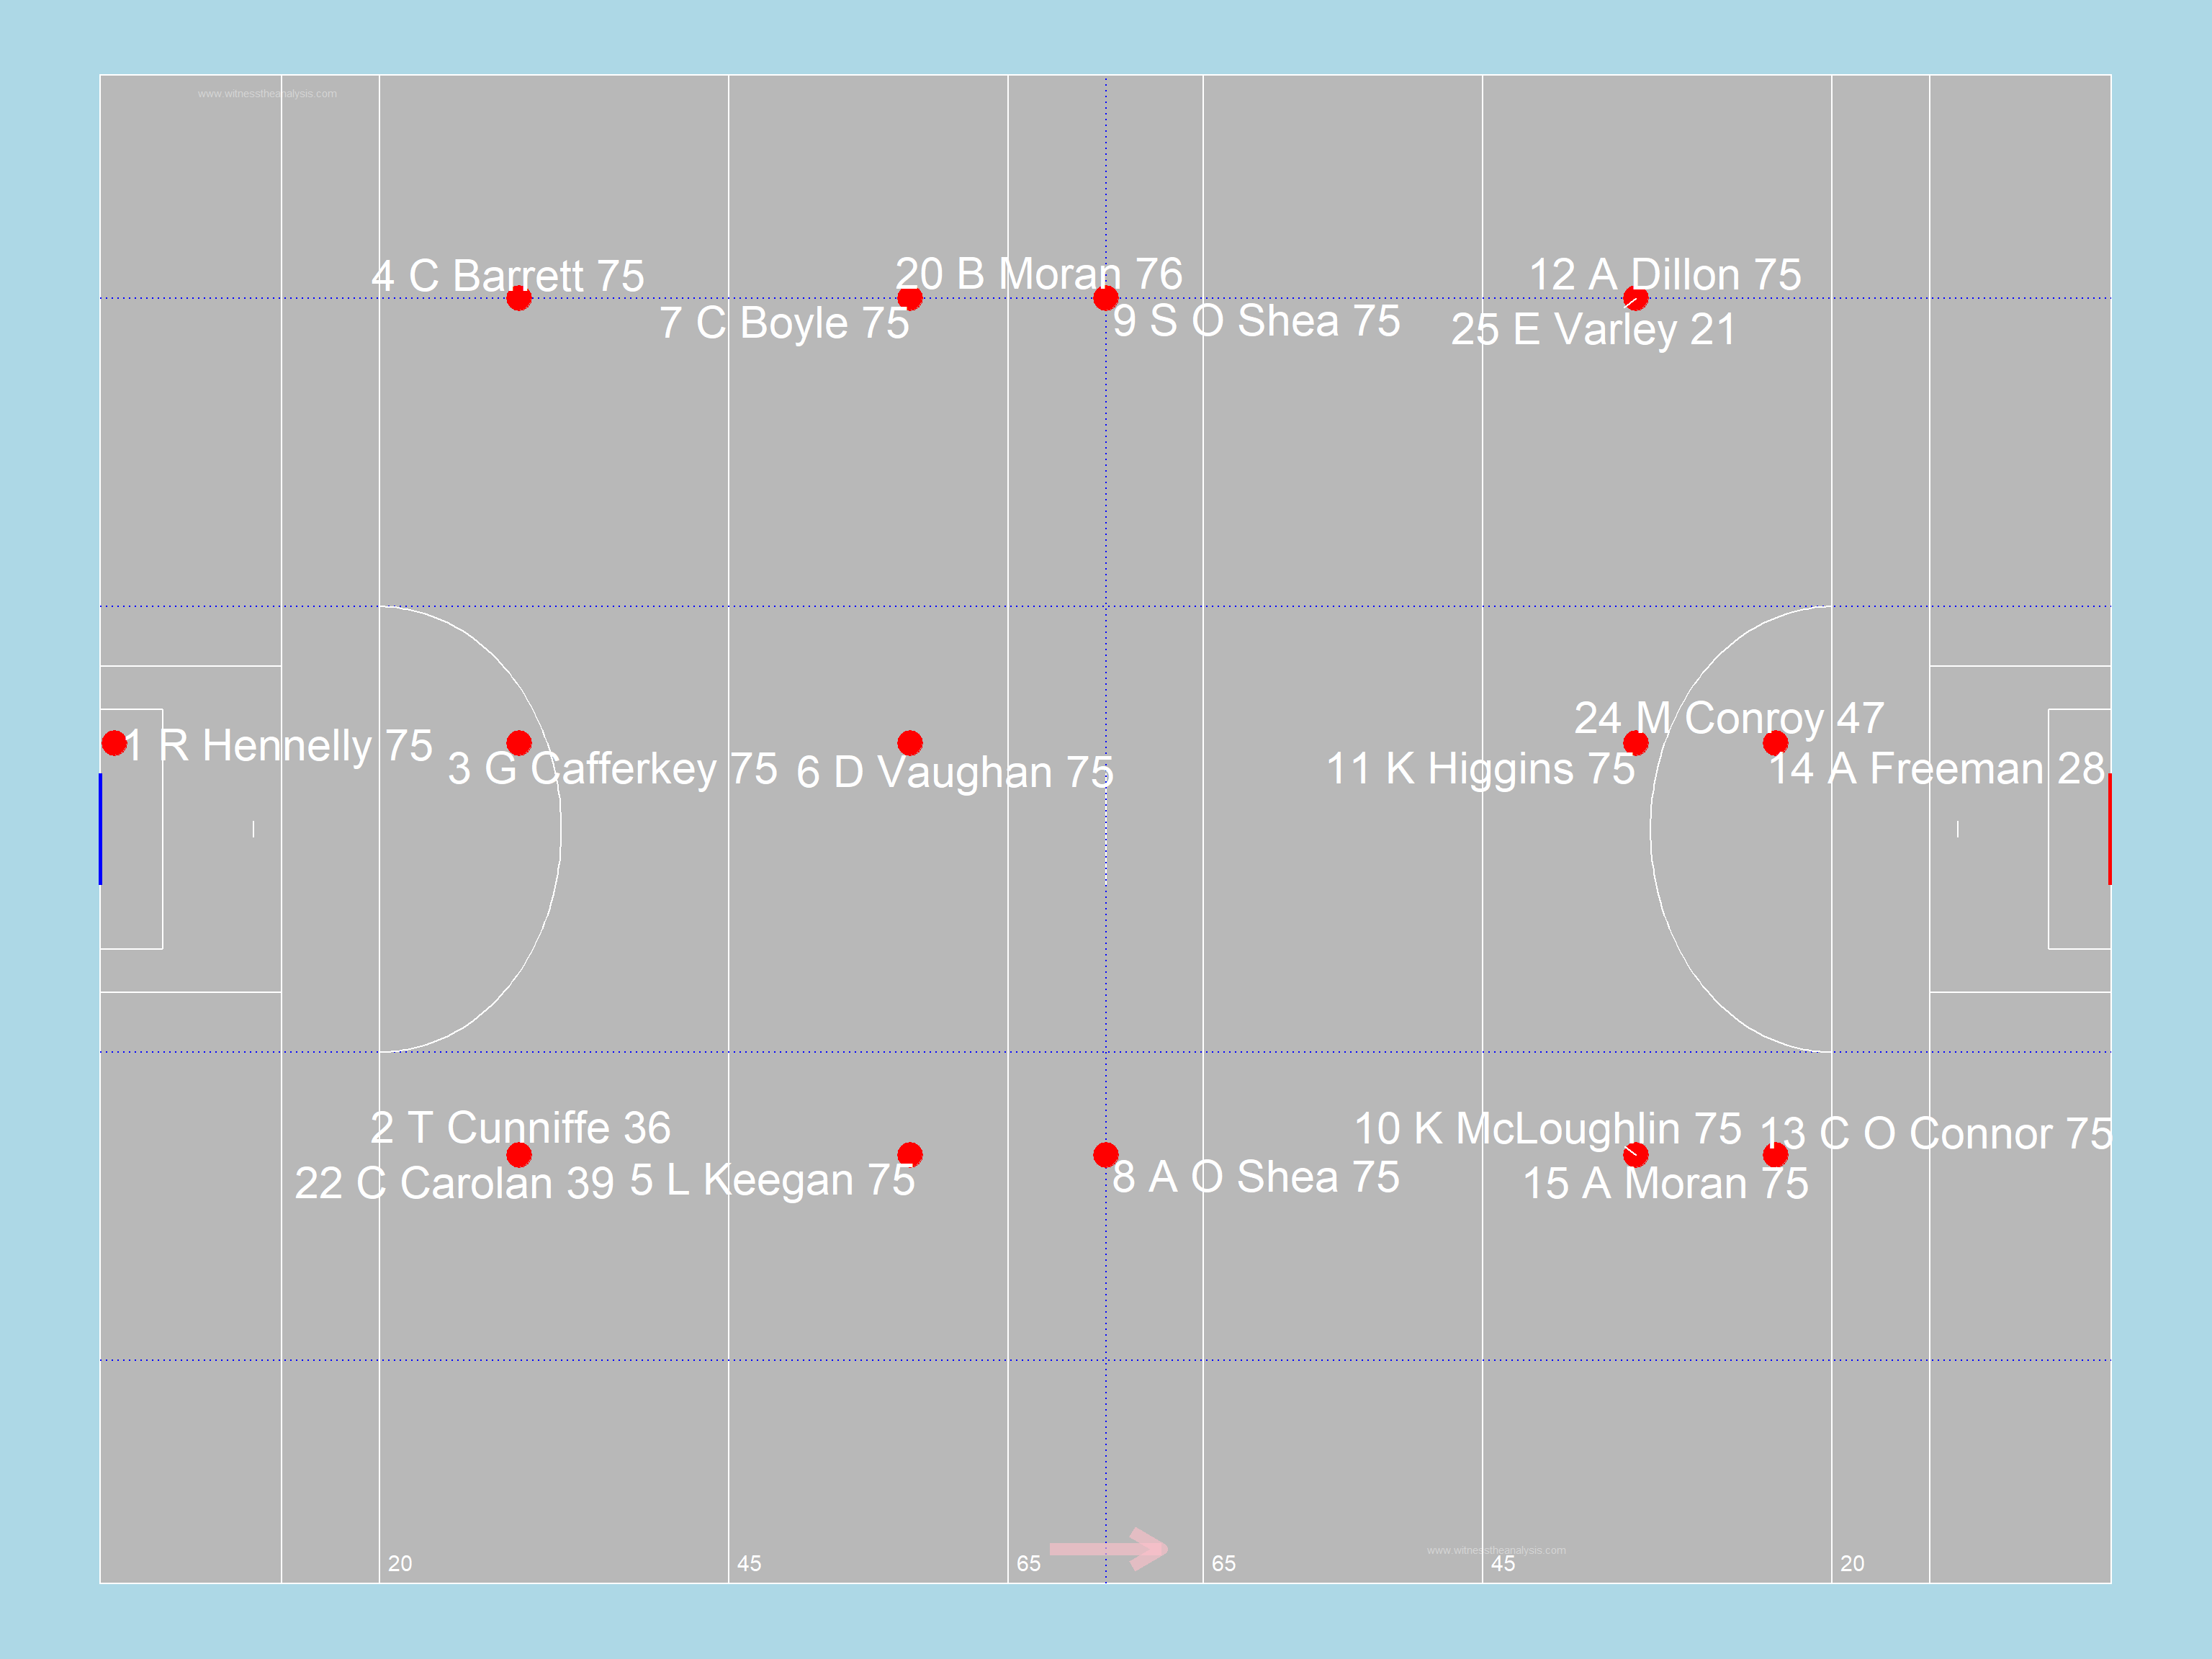 www.witnesstheanalysis.com
4 C Barrett 75
20 B Moran 76
12 A Dillon 75
7 C Boyle 75
9 S O Shea 75
25 E Varley 21
24 M Conroy 47
1 R Hennelly 75
3 G Cafferkey 75
6 D Vaughan 75
11 K Higgins 75
14 A Freeman 28
2 T Cunniffe 36
10 K McLoughlin 75
13 C O Connor 75
22 C Carolan 39
5 L Keegan 75
8 A O Shea 75
15 A Moran 75
www.witnesstheanalysis.com
20
45
65
65
45
20